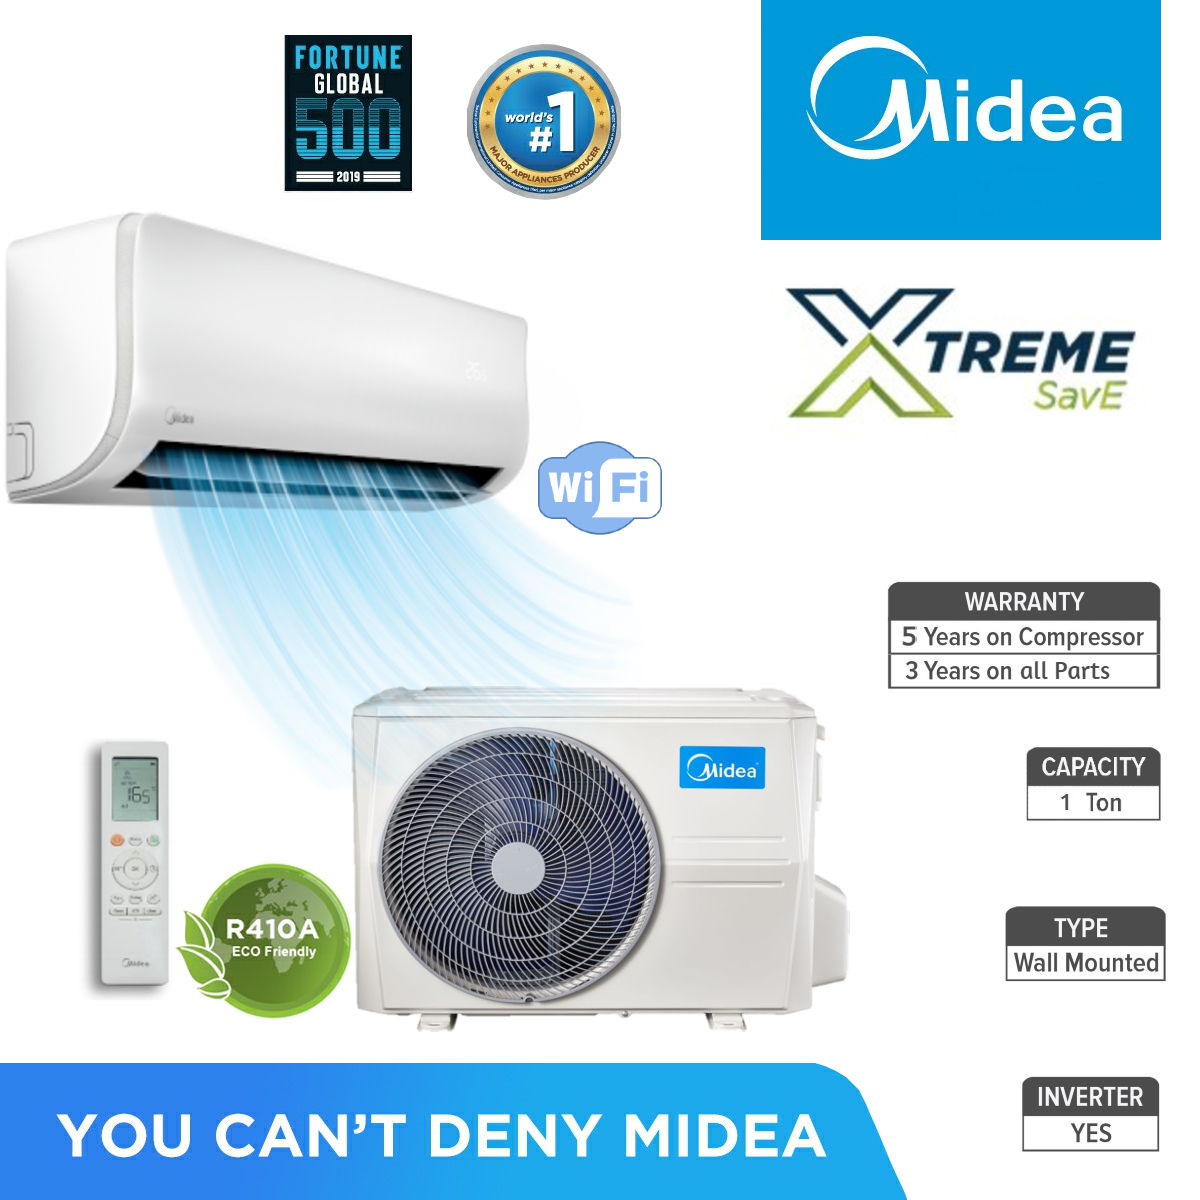 FORTUNE
GLOBAL
500
2019
world's
#1
MAJOR APPLIANCES PRODUCER
Midea
XTREME
SavE
Midea
WiFi
WARRANTY
5 Years on Compressor
3 Years on all Parts
Midea
CAPACITY
1 Ton
R410A
ECO Friendly
Midea
TYPE
Wall Mounted
INVERTER
YES
YOU CAN'T DENY MIDEA